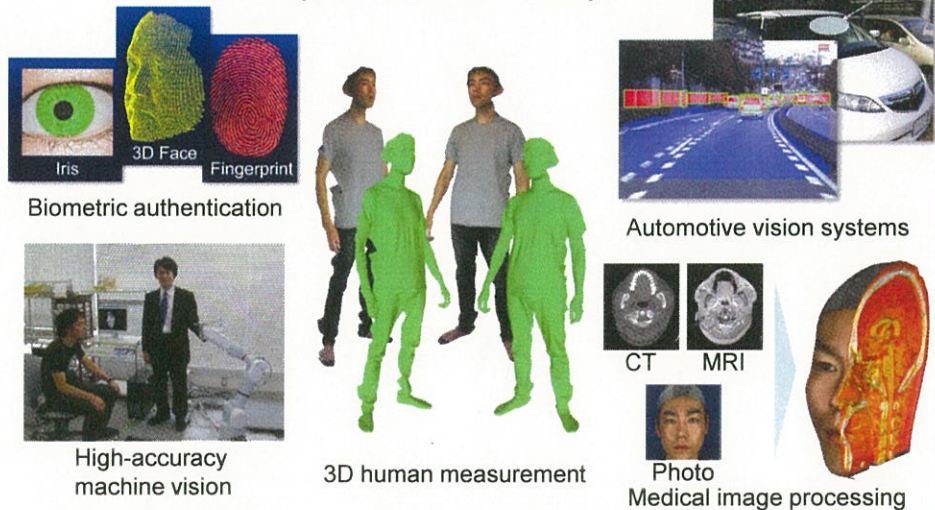 Iris
3D Face
Fingerprint
Biometric authentication
Automotive vision systems
High-accuracy
machine vision
3D human measurement
CT
MRI
Photo
Medical image processing